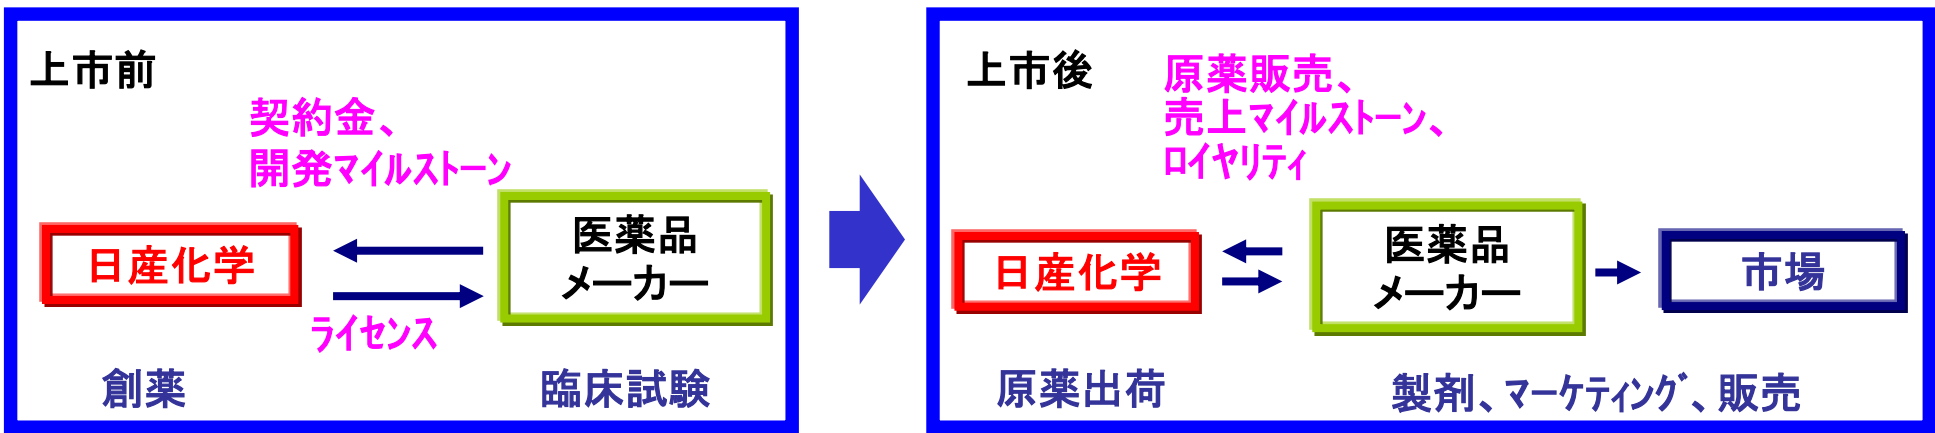 上市前
契約金、
開発マイルストーン
日産化学
医薬品
メーカー
ライセンス
創薬
臨床試験
上市後
原薬販売、
売上マイルストーン、
ロイヤリティ
日産化学
医薬品
メーカー
市場
原薬出荷
製剤、マーケティング、販売